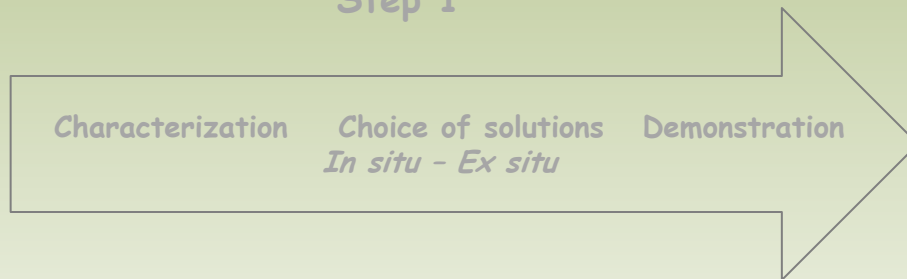 Step 1
Characterization Choice of solutions Demonstration
In situ – Ex situ